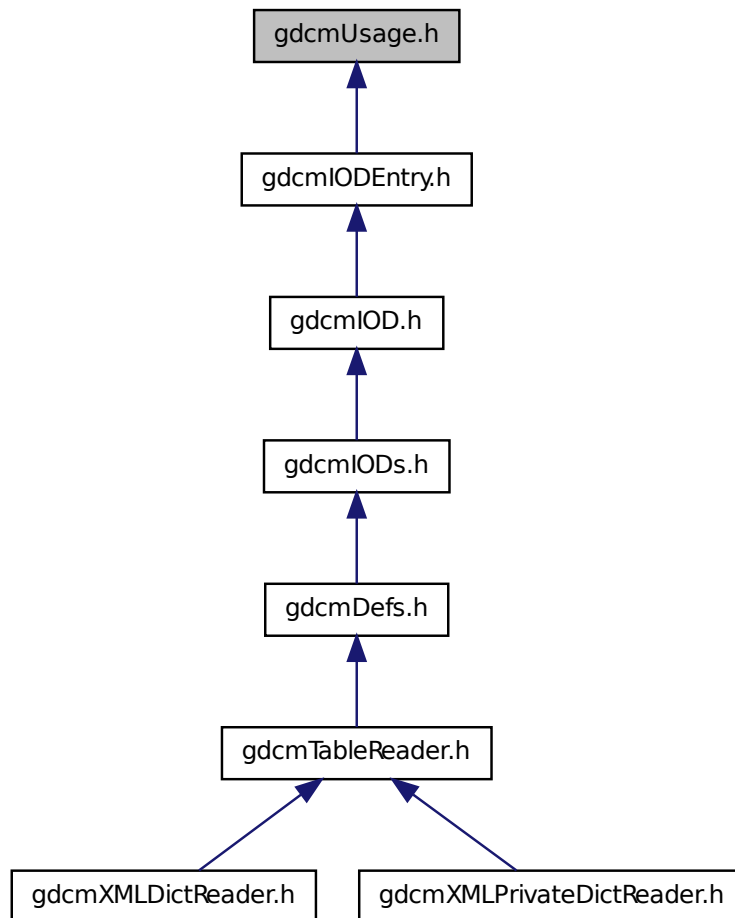 gdcmUsage.h
gdcmIODEntry.h
gdcmIOD.h
gdcmIODs.h
gdcmDefs.h
gdcmTableReader.h
gdcmXMLDictReader.h
gdcmXMLPrivateDictReader.h